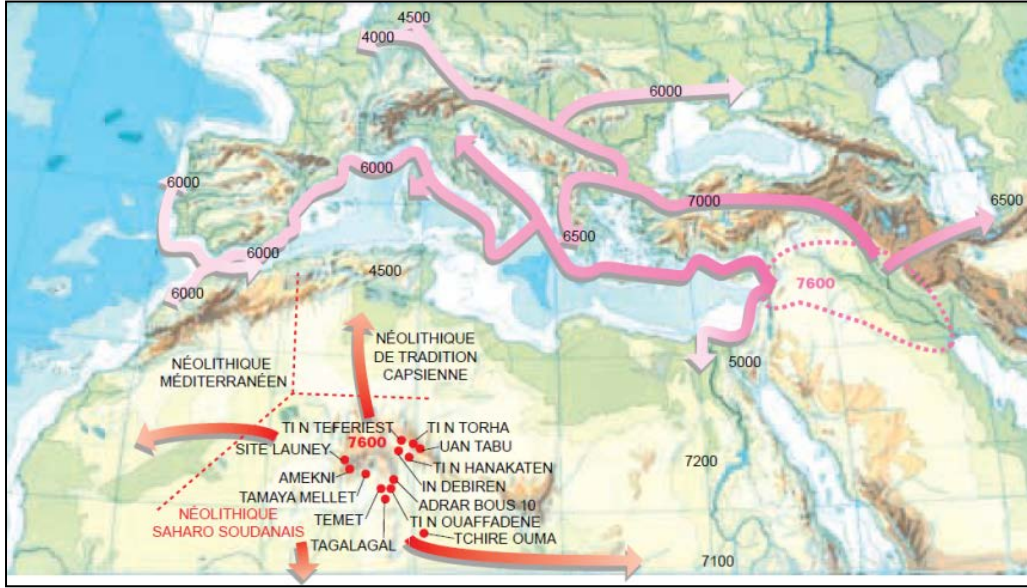 4500
4000
6000
6000
6000
7000
6500
6500
6000
6000
4500
7600
5000
NÉOLITHIQUE
MÉDITERRANÉEN
NÉOLITHIQUE
DE TRADITION
CAPSIENNE
TI N TEFERIEST
7600
TI N TORHA
UAN TABU
SITE LAUNEY
TI N HANAKATEN
AMEKNI
IN DEBIREN
TAMAYA MELLET
ADRAR BOUS 10
TEMET
TI N OUAFFADENE
TAGALAGAL
TCHIRE OUMA
NÉOLITHIQUE
SAHARO SOUDANAIS
7200
7100